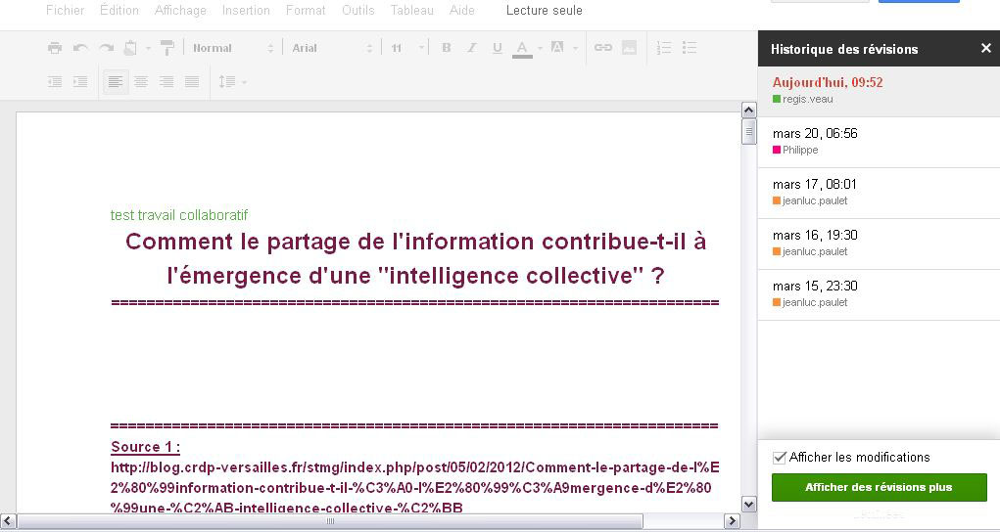 Fichier Édition Affichage Insertion Format Outils Tableau Aide Lecture seule
Normal Arial 11 B I U A A
Historique des révisions
Aujourd'hui, 09:52
regis.veau
mars 20, 06:56
Philippe
mars 17, 08:01
jeanluc.paulet
mars 16, 19:30
jeanluc.paulet
mars 15, 23:30
jeanluc.paulet
test travail collaboratif
Comment le partage de l'information contribue-t-il à
l'émergence d'une "intelligence collective" ?
=====================================================================
=====================================================================
Source 1 :
http://blog.crdp-versailles.fr/stmg/index.php/post/05/02/2012/Comment-le-partage-de-l%E
2%80%99information-contribue-t-il-%C3%A0-l%E2%80%99%C3%A9mergence-d%E2%80
%99une-%C2%AB-intelligence-collective-%C2%BB
Afficher les modifications
Afficher des révisions plus